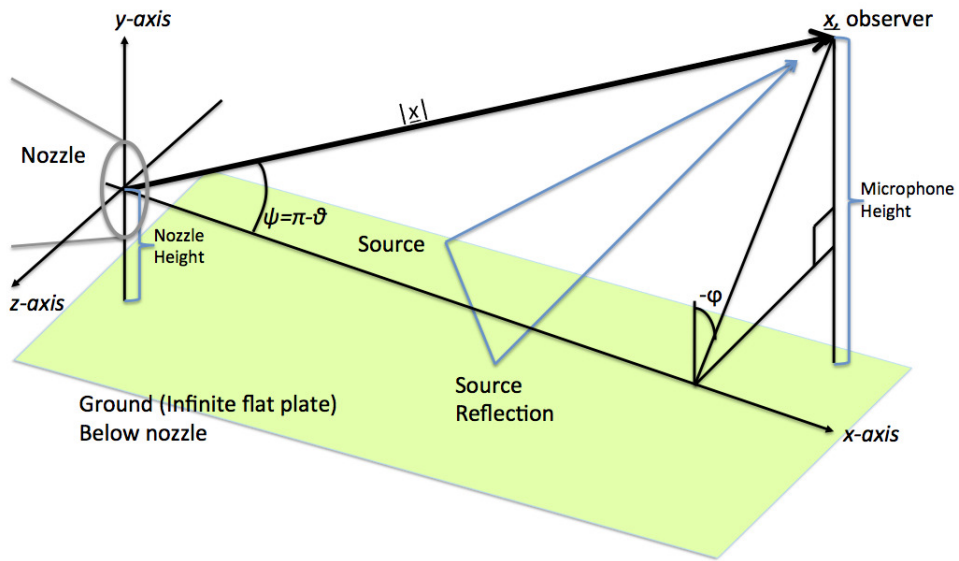 y-axis
x, observer
|x|
Nozzle
ψ=π-ϑ
Nozzle
Height
Source
Microphone
Height
z-axis
-φ
Source
Reflection
Ground (Infinite flat plate)
Below nozzle
x-axis